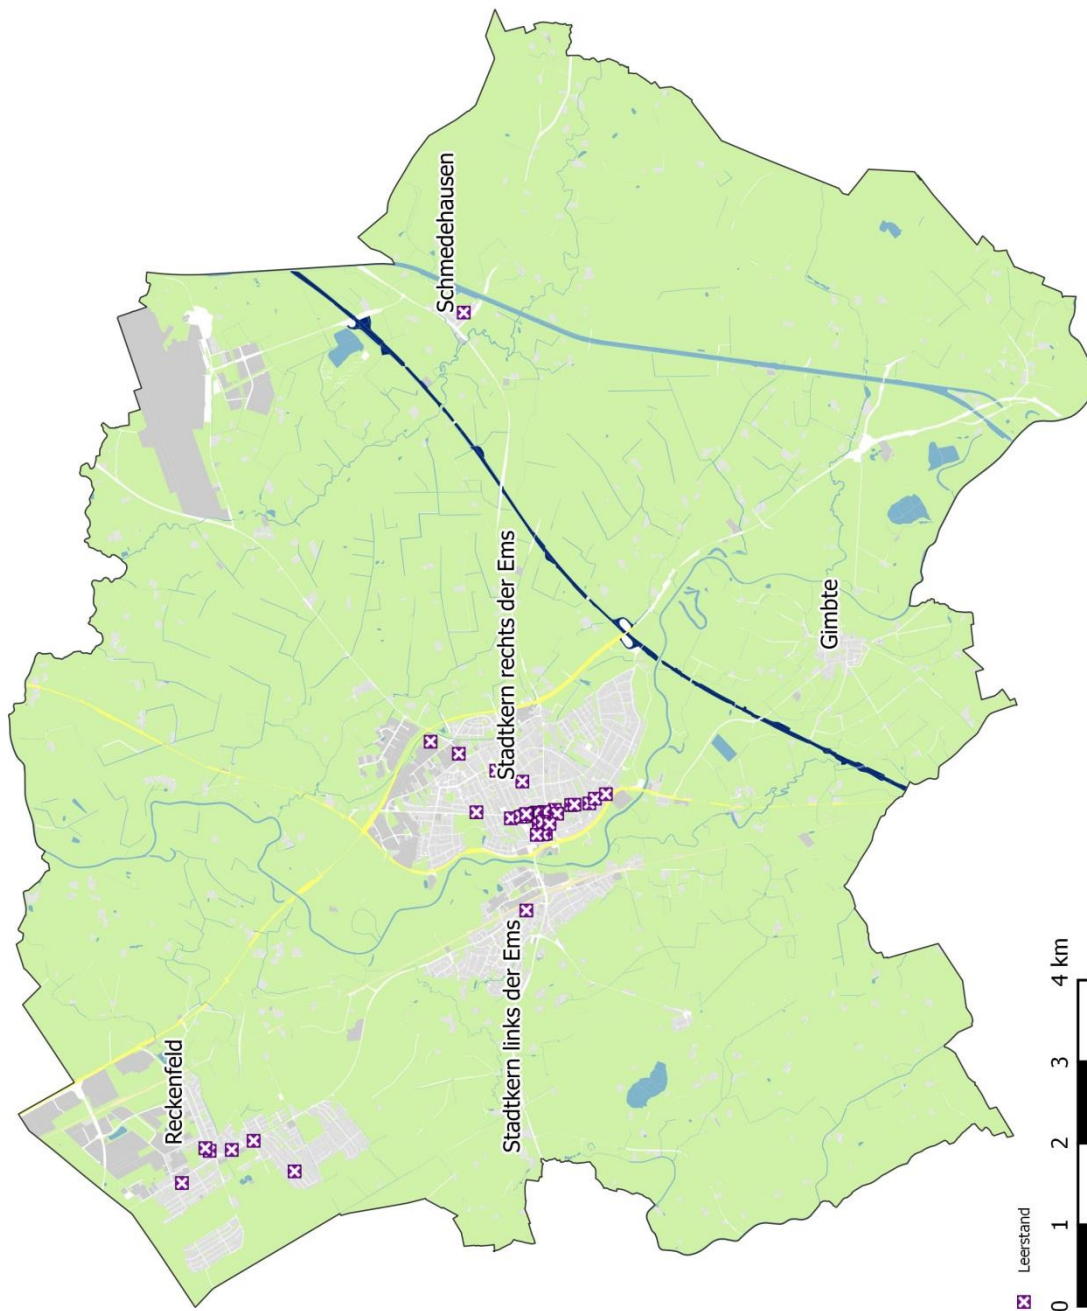 Reckenfeld
Stadtkern links der Ems
Stadtkern rechts der Ems
Schmedehausen
Gimbte
Leerstand
0 1 2 3 4 km